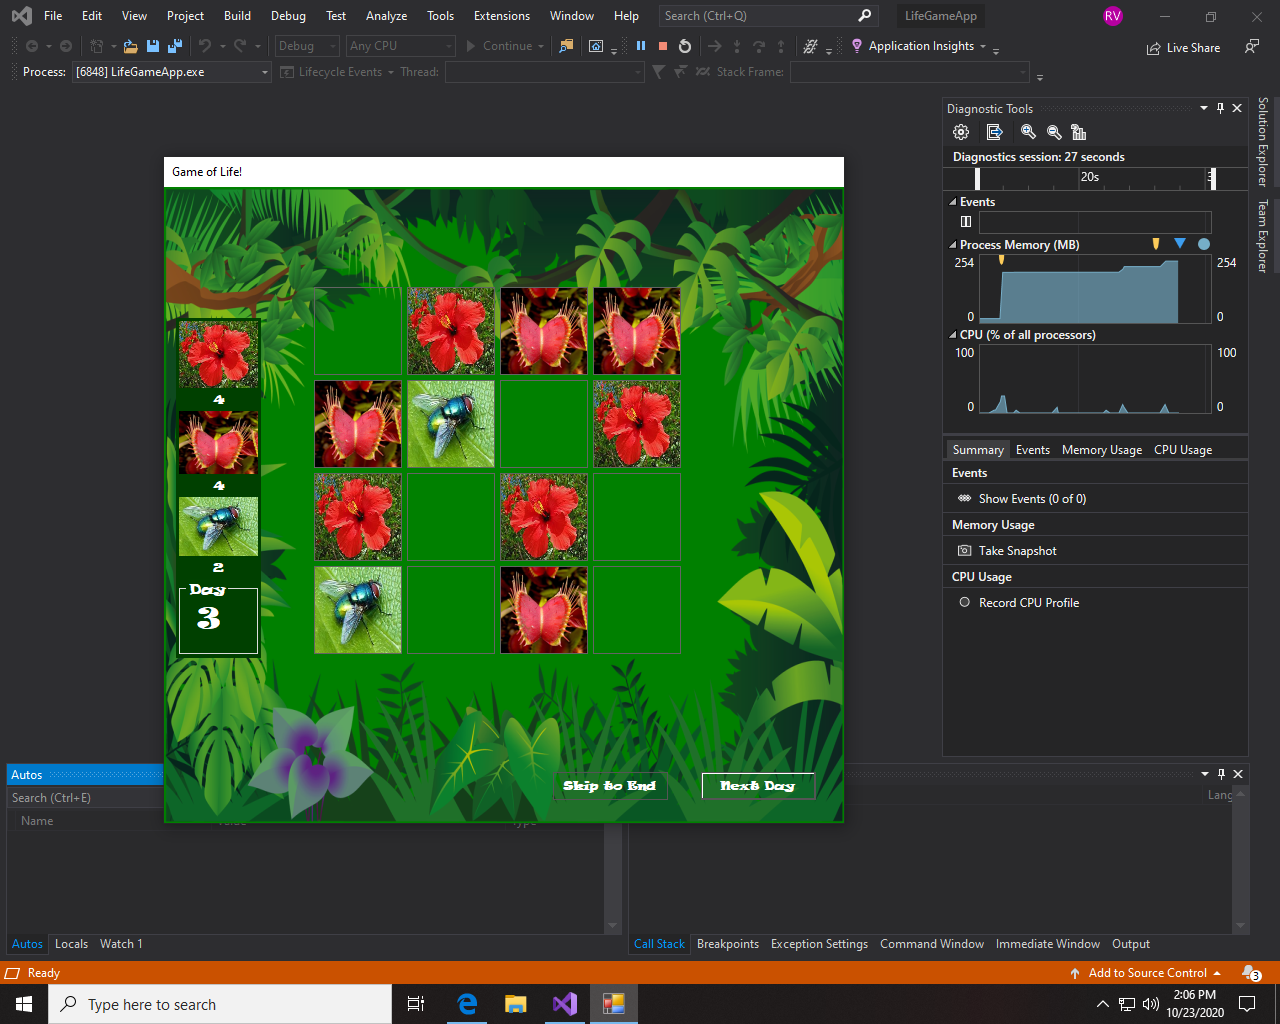 File Edit View Project Build Debug Test Analyze Tools Extensions Window Help Search (Ctrl+Q) LifeGameApp RV
Debug Any CPU Continue Application Insights Live Share
Process: [6848] LifeGameApp.exe Lifecycle Events Thread: Stack Frame:
Diagnostic Tools
Solution Explorer
Team Explorer
Diagnostics session: 27 seconds
20s
Events
Process Memory (MB)
254 254
0 0
CPU (% of all processors)
100 100
0 0
Summary Events Memory Usage CPU Usage
Events
Show Events (0 of 0)
Memory Usage
Take Snapshot
CPU Usage
Record CPU Profile
Game of Life!
4
4
2
Day
3
Skip to End Next Day
Autos
Search (Ctrl+E)
Name
Lang
Autos Locals Watch 1
Call Stack Breakpoints Exception Settings Command Window Immediate Window Output
Ready Add to Source Control 3
Type here to search
2:06 PM
10/23/2020